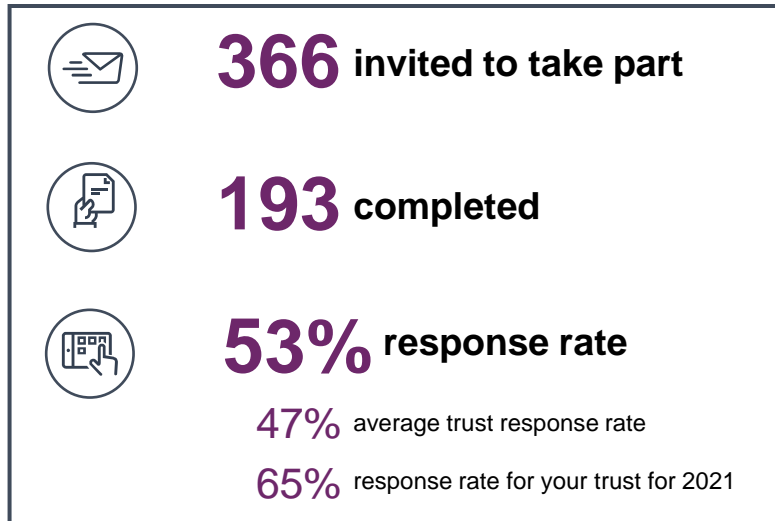 366 invited to take part
193 completed
53% response rate
47% average trust response rate
65% response rate for your trust for 2021